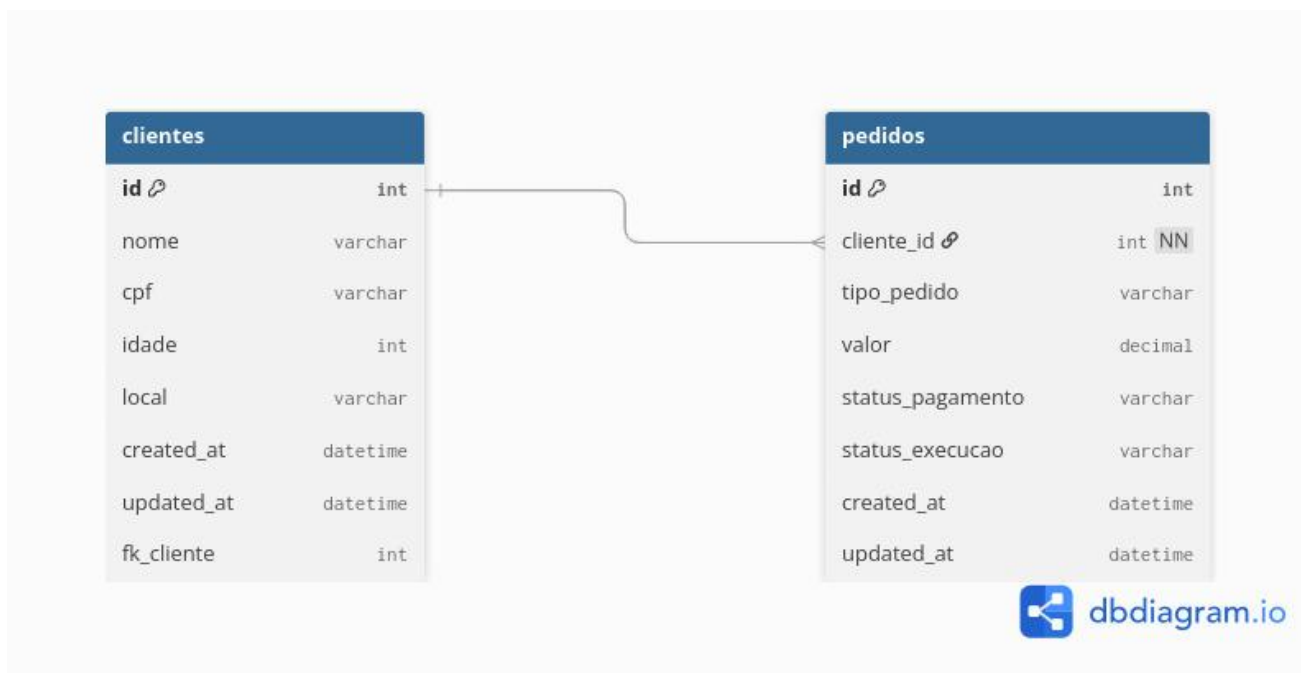 clientes
id int
nome varchar
cpf varchar
idade int
local varchar
created_at datetime
updated_at datetime
fk_cliente int
pedidos
id int
cliente_id int NN
tipo_pedido varchar
valor decimal
status_pagamento varchar
status_execucao varchar
created_at datetime
updated_at datetime
dbdiagram.io